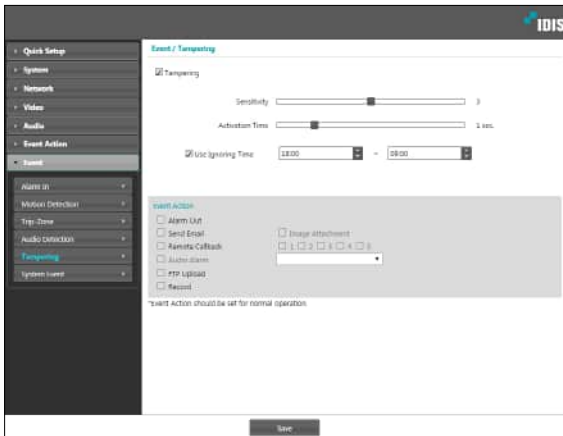 IDIS
Quick Setup
System
Network
Video
Audio
Event Action
Event
Alarm In
Motion Detection
Trip-Zone
Audio Detection
Tampering
System Event
Event / Tampering
Tampering
Sensitivity 3
Activation Time 1 sec.
Use Ignoring Time 18:00 ~ 09:00
Event Action
Alarm Out
Send Email Image Attachment
Remote Callback 1 2 3 4 5
Audio Alarm
FTP Upload
Record
*Event Action should be set for normal operation
Save